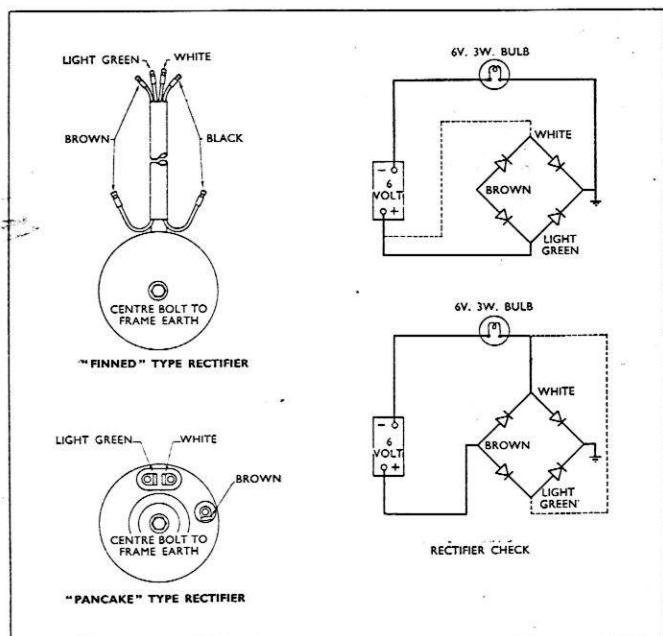 LIGHT GREEN
WHITE
BROWN
BLACK
CENTRE BOLT TO
FRAME EARTH
"FINNED" TYPE RECTIFIER
LIGHT GREEN
WHITE
BROWN
CENTRE BOLT TO
FRAME EARTH
"PANCAKE" TYPE RECTIFIER
6V. 3W. BULB
WHITE
-
6
VOLT
+
BROWN
LIGHT
GREEN
6V. 3W. BULB
WHITE
-
6
VOLT
+
BROWN
LIGHT
GREEN
RECTIFIER CHECK